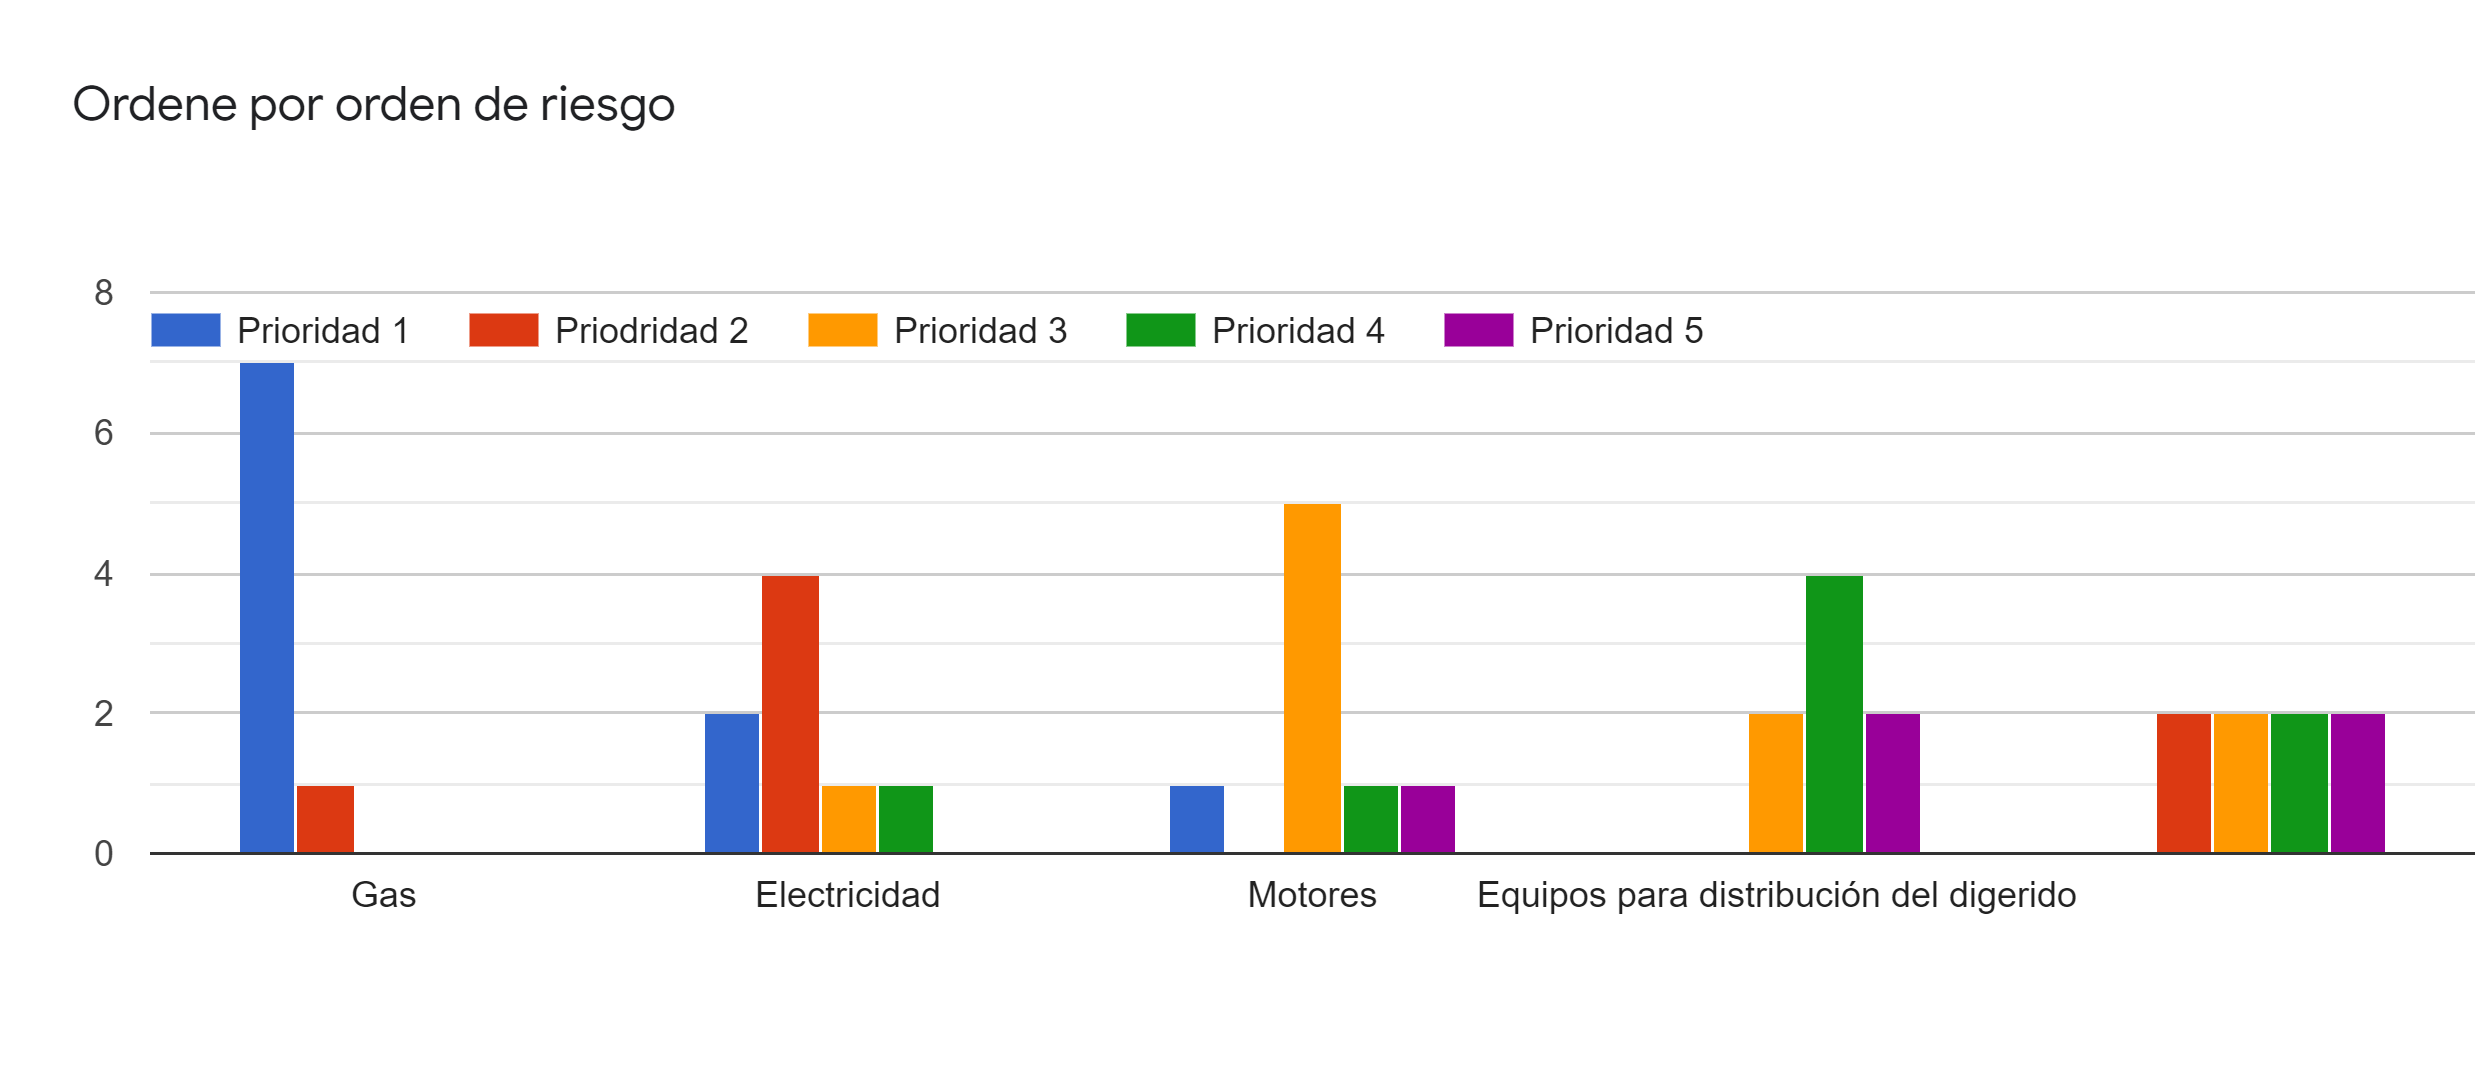 Ordene por orden de riesgo
8
Prioridad 1 Priodridad 2 Prioridad 3 Prioridad 4 Prioridad 5
6
4
2
0
Gas Electricidad Motores Equipos para distribución del digerido